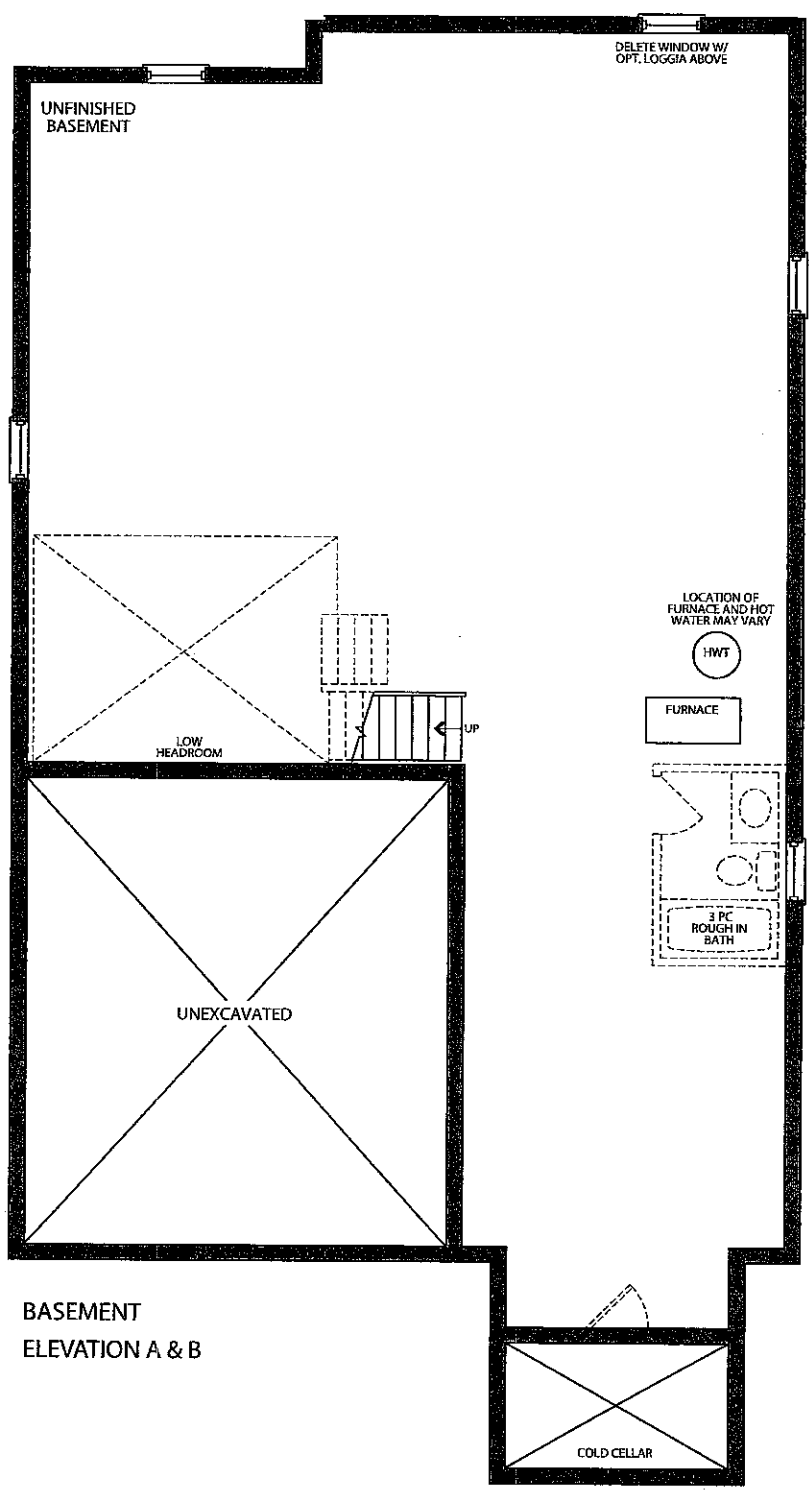 DELETE WINDOW W/
OPT. LOGGIA ABOVE
UNFINISHED
BASEMENT
LOCATION OF
FURNACE AND HOT
WATER MAY VARY
HWT
FURNACE
UP
LOW
HEADROOM
3 PC
ROUGH IN
BATH
UNEXCAVATED
BASEMENT
ELEVATION A & B
COLD CELLAR